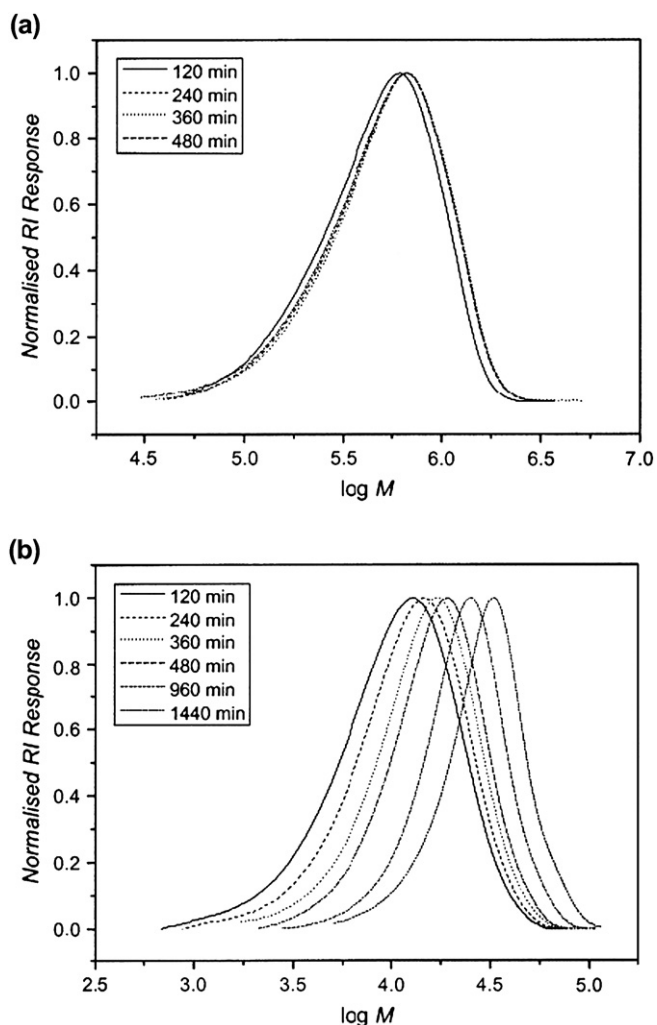 (a)
Normalised RI Response
1.0
0.8
0.6
0.4
0.2
0.0
120 min
240 min
360 min
480 min
4.5 5.0 5.5 6.0 6.5 7.0
log M
(b)
Normalised RI Response
1.0
0.8
0.6
0.4
0.2
0.0
120 min
240 min
360 min
480 min
960 min
1440 min
2.5 3.0 3.5 4.0 4.5 5.0
log M